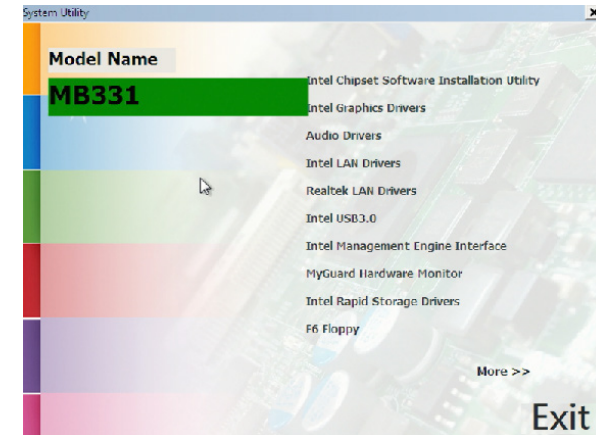 System Utility
Model Name
MB331
Intel Chipset Software Installation Utility
Intel Graphics Drivers
Audio Drivers
Intel LAN Drivers
Realtek LAN Drivers
Intel USB3.0
Intel Management Engine Interface
MyGuard Hardware Monitor
Intel Rapid Storage Drivers
F6 Floppy
More >>
Exit